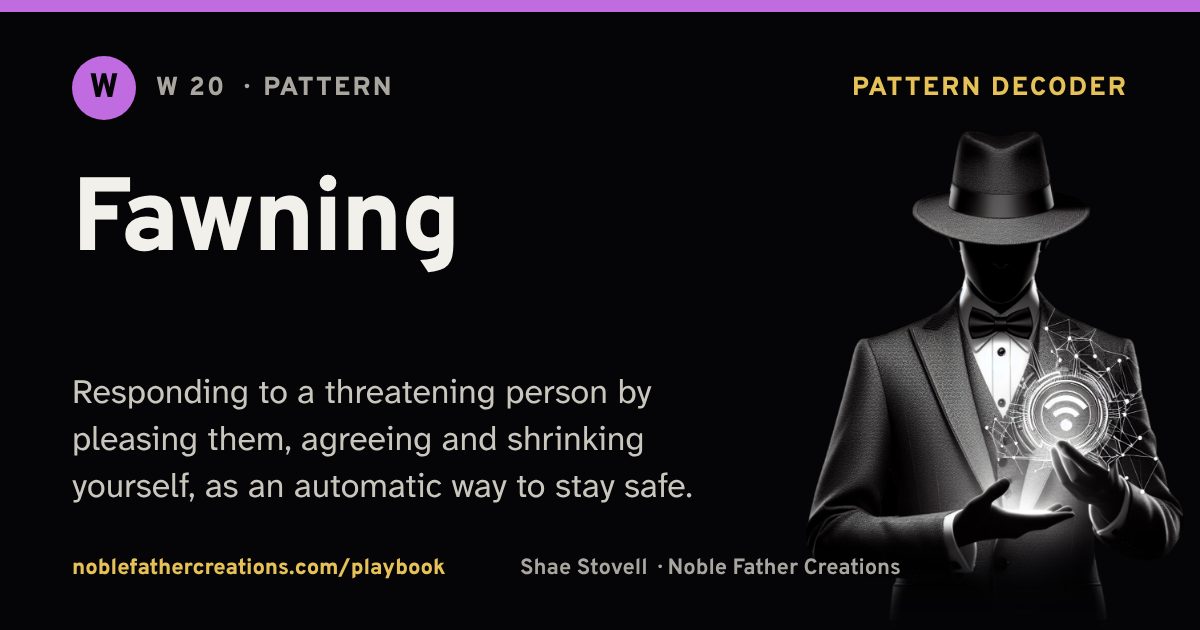 W W 20 · PATTERN
PATTERN DECODER
Fawning
Responding to a threatening person by
pleasing them, agreeing and shrinking
yourself, as an automatic way to stay safe.
noblefathercreations.com/playbook
Shae Stovell · Noble Father Creations